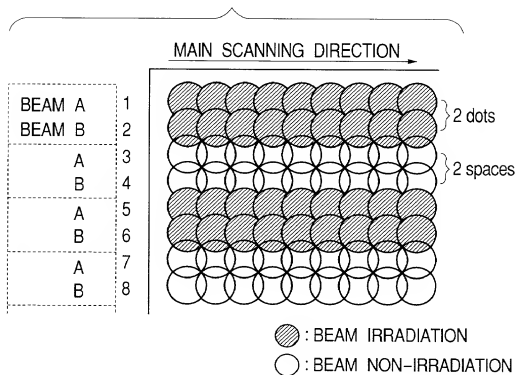 MAIN SCANNING DIRECTION
BEAM A 1
BEAM B 2
2 dots
A 3
B 4
2 spaces
A 5
B 6
A 7
B 8
: BEAM IRRADIATION
: BEAM NON-IRRADIATION